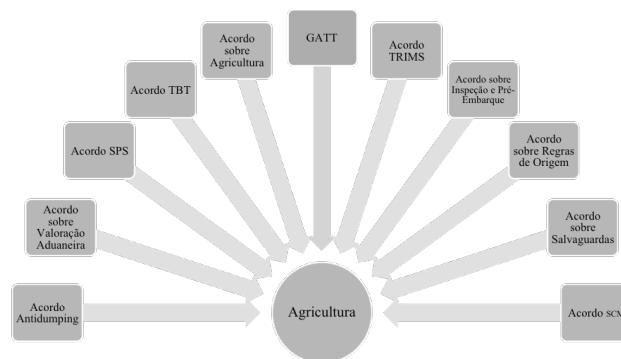 GATT
Acordo
sobre
Agricultura
Acordo
TRIMS
Acordo TBT
Acordo sobre
Inspeção e Pré-
Embarque
Acordo SPS
Acordo
sobre Regras
de Origem
Acordo
sobre
Valoração
Aduaneira
Acordo
sobre
Salvaguardas
Acordo
Antidumping
Agricultura
Acordo SCM